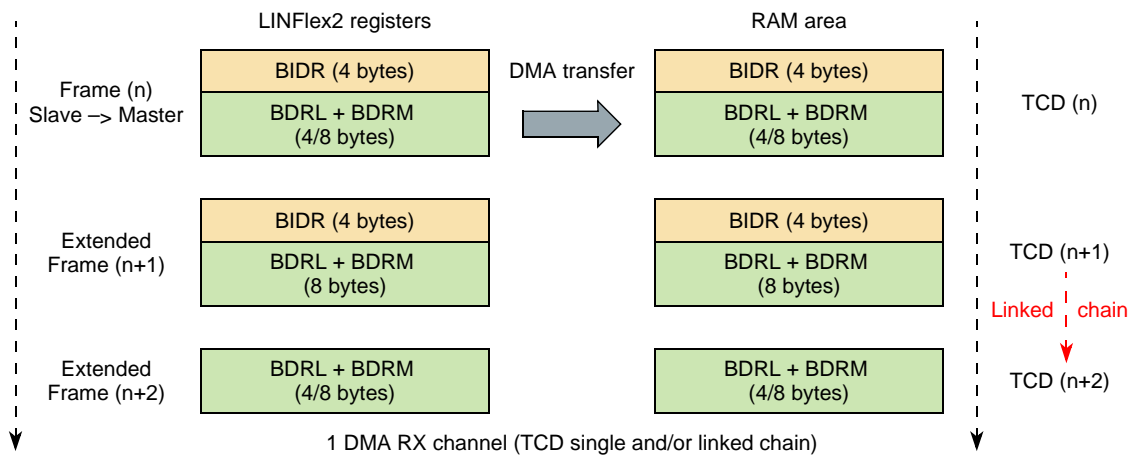 LINFlex2 registers
RAM area
Frame (n)
Slave –> Master
BIDR (4 bytes)
BDRL + BDRM
(4/8 bytes)
DMA transfer
BIDR (4 bytes)
BDRL + BDRM
(4/8 bytes)
TCD (n)
Extended
Frame (n+1)
BIDR (4 bytes)
BDRL + BDRM
(8 bytes)
BIDR (4 bytes)
BDRL + BDRM
(8 bytes)
TCD (n+1)
Linked chain
Extended
Frame (n+2)
BDRL + BDRM
(4/8 bytes)
BDRL + BDRM
(4/8 bytes)
TCD (n+2)
1 DMA RX channel (TCD single and/or linked chain)